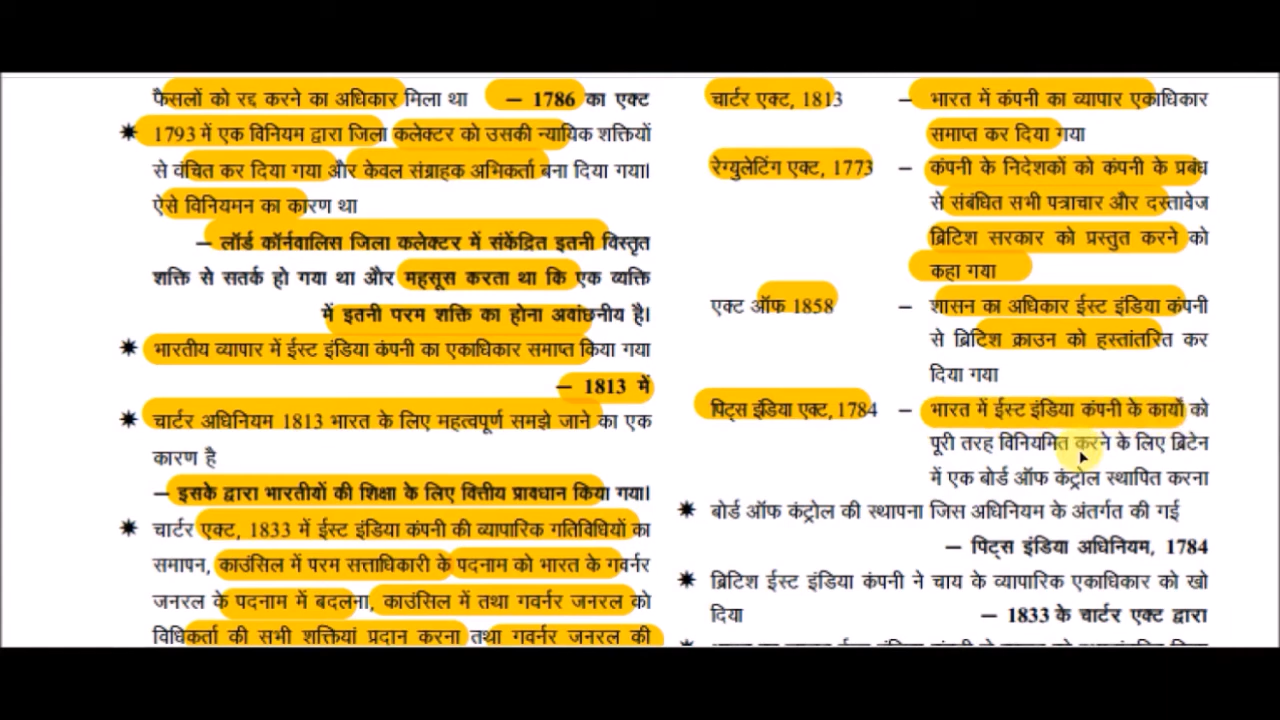 फैसलों को रद्द करने का अधिकार मिला था – 1786 का एक्ट
✷ 1793 में एक विनियम द्वारा जिला कलेक्टर को उसकी न्यायिक शक्तियों
से वंचित कर दिया गया और केवल संग्राहक अभिकर्ता बना दिया गया।
ऐसे विनियमन का कारण था
– लॉर्ड कॉर्नवालिस जिला कलेक्टर में संकेंद्रित इतनी विस्तृत
शक्ति से सतर्क हो गया था और महसूस करता था कि एक व्यक्ति
में इतनी परम शक्ति का होना अवांछनीय है।
✷ भारतीय व्यापार में ईस्ट इंडिया कंपनी का एकाधिकार समाप्त किया गया
– 1813 में
✷ चार्टर अधिनियम 1813 भारत के लिए महत्वपूर्ण समझे जाने का एक
कारण है
– इसके द्वारा भारतीयों की शिक्षा के लिए वित्तीय प्रावधान किया गया।
✷ चार्टर एक्ट, 1833 में ईस्ट इंडिया कंपनी की व्यापारिक गतिविधियों का
समापन, काउंसिल में परम सत्ताधिकारी के पदनाम को भारत के गवर्नर
जनरल के पदनाम में बदलना, काउंसिल में तथा गवर्नर जनरल को
विधिकर्ता की सभी शक्तियां प्रदान करना तथा गवर्नर जनरल की
चार्टर एक्ट, 1813 – भारत में कंपनी का व्यापार एकाधिकार
समाप्त कर दिया गया
रेग्युलेटिंग एक्ट, 1773 – कंपनी के निदेशकों को कंपनी के प्रबंध
से संबंधित सभी पत्राचार और दस्तावेज
ब्रिटिश सरकार को प्रस्तुत करने को
कहा गया
एक्ट ऑफ 1858 – शासन का अधिकार ईस्ट इंडिया कंपनी
से ब्रिटिश क्राउन को हस्तांतरित कर
दिया गया
पिट्स इंडिया एक्ट, 1784 – भारत में ईस्ट इंडिया कंपनी के कार्यों को
पूरी तरह विनियमित करने के लिए ब्रिटेन
में एक बोर्ड ऑफ कंट्रोल स्थापित करना
✷ बोर्ड ऑफ कंट्रोल की स्थापना जिस अधिनियम के अंतर्गत की गई
– पिट्स इंडिया अधिनियम, 1784
✷ ब्रिटिश ईस्ट इंडिया कंपनी ने चाय के व्यापारिक एकाधिकार को खो
दिया – 1833 के चार्टर एक्ट द्वारा